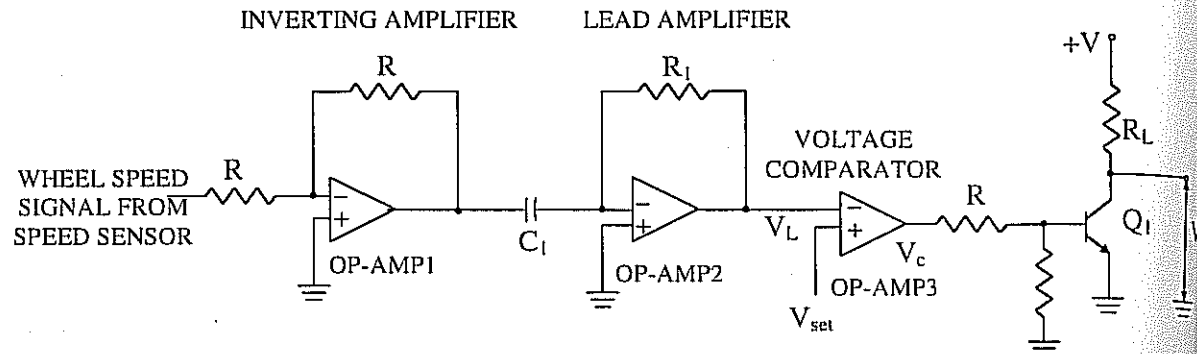 INVERTING AMPLIFIER
LEAD AMPLIFIER
+V
R
R1
RL
VOLTAGE
COMPARATOR
WHEEL SPEED
SIGNAL FROM
SPEED SENSOR
R
−
+
OP-AMP1
C1
−
+
OP-AMP2
VL
−
+
Vc
OP-AMP3
Vset
R
Q1